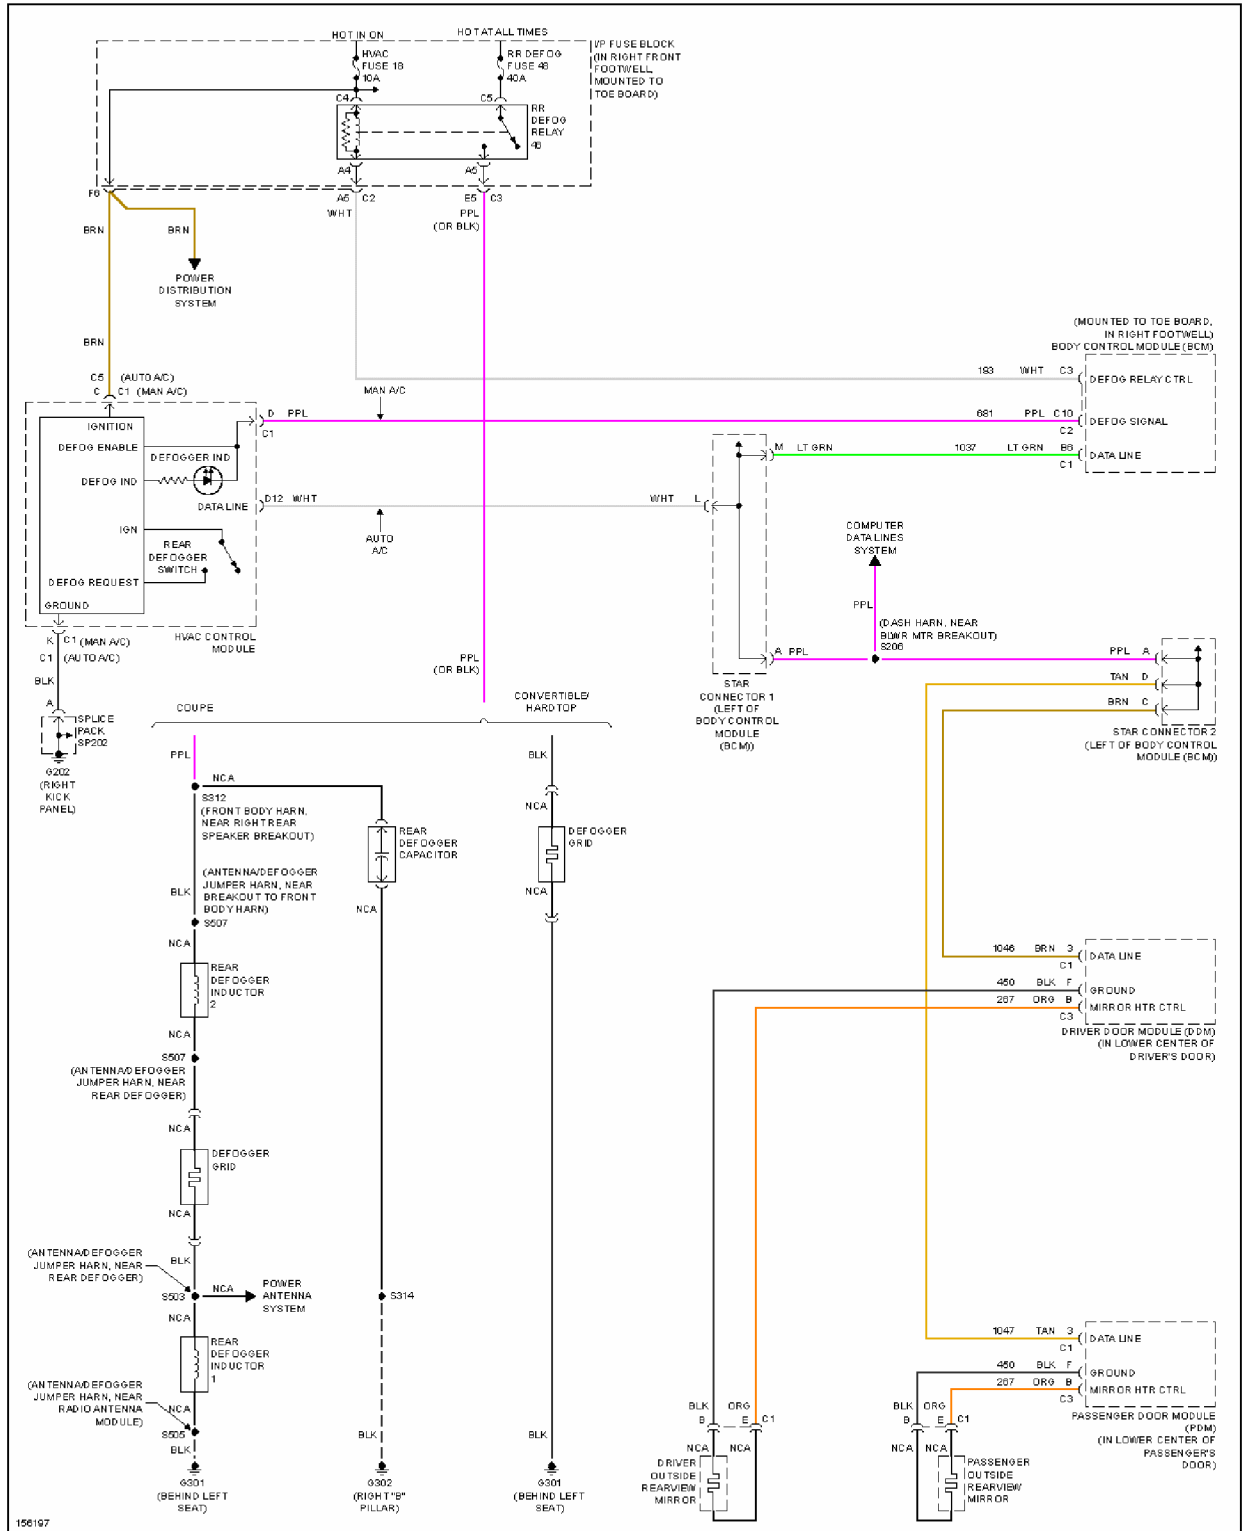 HOT IN ON
HOT AT ALL TIMES
HVAC
FUSE 18
10A
RR DEFOG
FUSE 48
40A
I/P FUSE BLOCK
(IN RIGHT FRONT
FOOTWELL,
MOUNTED TO
TOE BOARD)
C4
C5
RR
DEFOG
RELAY
46
A4
A5
F6
A5
C2
E5
C3
WHT
PPL
(OR BLK)
BRN
BRN
POWER
DISTRIBUTION
SYSTEM
BRN
C5 (AUTO A/C)
C C1 (MAN A/C)
(MOUNTED TO TOE BOARD,
IN RIGHT FOOTWELL)
BODY CONTROL MODULE (BCM)
193 WHT C3
DEFOG RELAY CTRL
MAN A/C
681 PPL C10
DEFOG SIGNAL
C2
1037 LT GRN B6
DATA LINE
C1
IGNITION
D PPL
C1
DEFOG ENABLE
DEFOGGER IND
DEFOG IND
DATA LINE
D12 WHT
M LT GRN
WHT L
IGN
REAR
DEFOGGER
SWITCH
DEFOG REQUEST
GROUND
AUTO
A/C
COMPUTER
DATA LINES
SYSTEM
PPL
(DASH HARN, NEAR
BLWR MTR BREAKOUT)
S206
K C1 (MAN A/C)
C1 (AUTO A/C)
HVAC CONTROL
MODULE
BLK
A
SPLICE
PACK
SP202
G202
(RIGHT
KICK
PANEL)
PPL
(OR BLK)
A PPL
PPL A
TAN D
BRN C
STAR
CONNECTOR 1
(LEFT OF
BODY CONTROL
MODULE
(BCM))
STAR CONNECTOR 2
(LEFT OF BODY CONTROL
MODULE (BCM))
COUPE
CONVERTIBLE/
HARDTOP
PPL
BLK
NCA
S312
(FRONT BODY HARN,
NEAR RIGHT REAR
SPEAKER BREAKOUT)
NCA
REAR
DEFOGGER
CAPACITOR
DEFOGGER
GRID
(ANTENNA/DEFOGGER
JUMPER HARN, NEAR
BREAKOUT TO FRONT
BODY HARN)
BLK
S507
NCA
NCA
NCA
REAR
DEFOGGER
INDUCTOR
2
NCA
S507
(ANTENNA/DEFOGGER
JUMPER HARN, NEAR
REAR DEFOGGER)
NCA
DEFOGGER
GRID
NCA
1046 BRN 3
DATA LINE
C1
450 BLK F
GROUND
267 ORG B
MIRROR HTR CTRL
C3
DRIVER DOOR MODULE (DDM)
(IN LOWER CENTER OF
DRIVER'S DOOR)
(ANTENNA/DEFOGGER
JUMPER HARN, NEAR
REAR DEFOGGER)
BLK
S503
NCA
POWER
ANTENNA
SYSTEM
NCA
S314
REAR
DEFOGGER
INDUCTOR
1
(ANTENNA/DEFOGGER
JUMPER HARN, NEAR
RADIO ANTENNA
MODULE)
NCA
S505
BLK
G301
(BEHIND LEFT
SEAT)
BLK
G302
(RIGHT "B"
PILLAR)
BLK
G301
(BEHIND LEFT
SEAT)
1047 TAN 3
DATA LINE
C1
450 BLK F
GROUND
267 ORG B
MIRROR HTR CTRL
C3
PASSENGER DOOR MODULE
(PDM)
(IN LOWER CENTER OF
PASSENGER'S
DOOR)
BLK ORG
B E C1
NCA NCA
DRIVER
OUTSIDE
REARVIEW
MIRROR
BLK ORG
B E C1
NCA NCA
PASSENGER
OUTSIDE
REARVIEW
MIRROR
156197